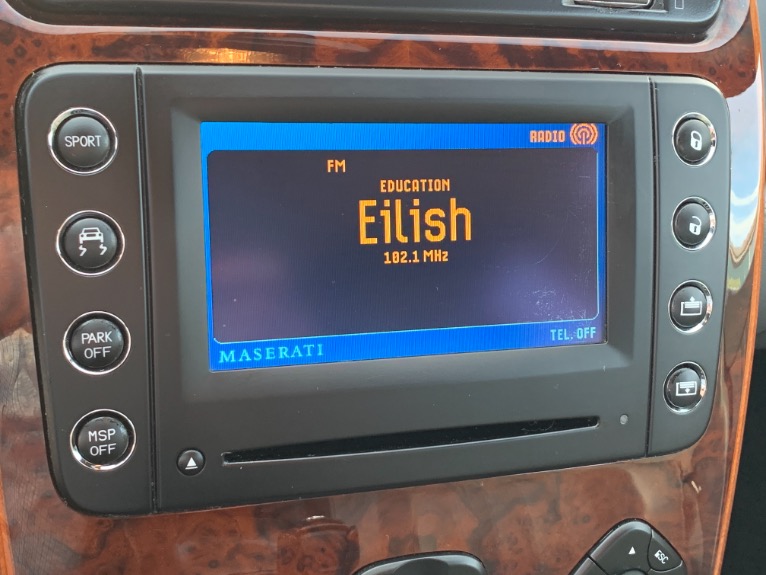 SPORT
PARK
OFF
MSP
OFF
RADIO
FM
EDUCATION
Eilish
102.1 MHz
MASERATI
TEL. OFF
ESC